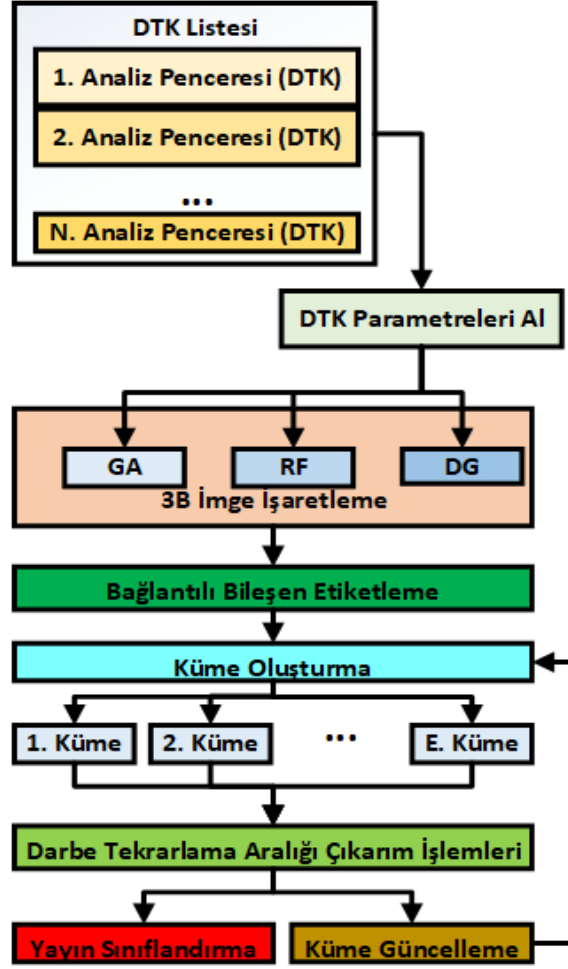 DTK Listesi
1. Analiz Penceresi (DTK)
2. Analiz Penceresi (DTK)
...
N. Analiz Penceresi (DTK)
DTK Parametreleri Al
GA
RF
DG
3B İmge İşaretleme
Bağlantılı Bileşen Etiketleme
Küme Oluşturma
1. Küme
2. Küme
...
E. Küme
Darbe Tekrarlama Aralığı Çıkarım İşlemleri
Yayın Sınıflandırma
Küme Güncelleme